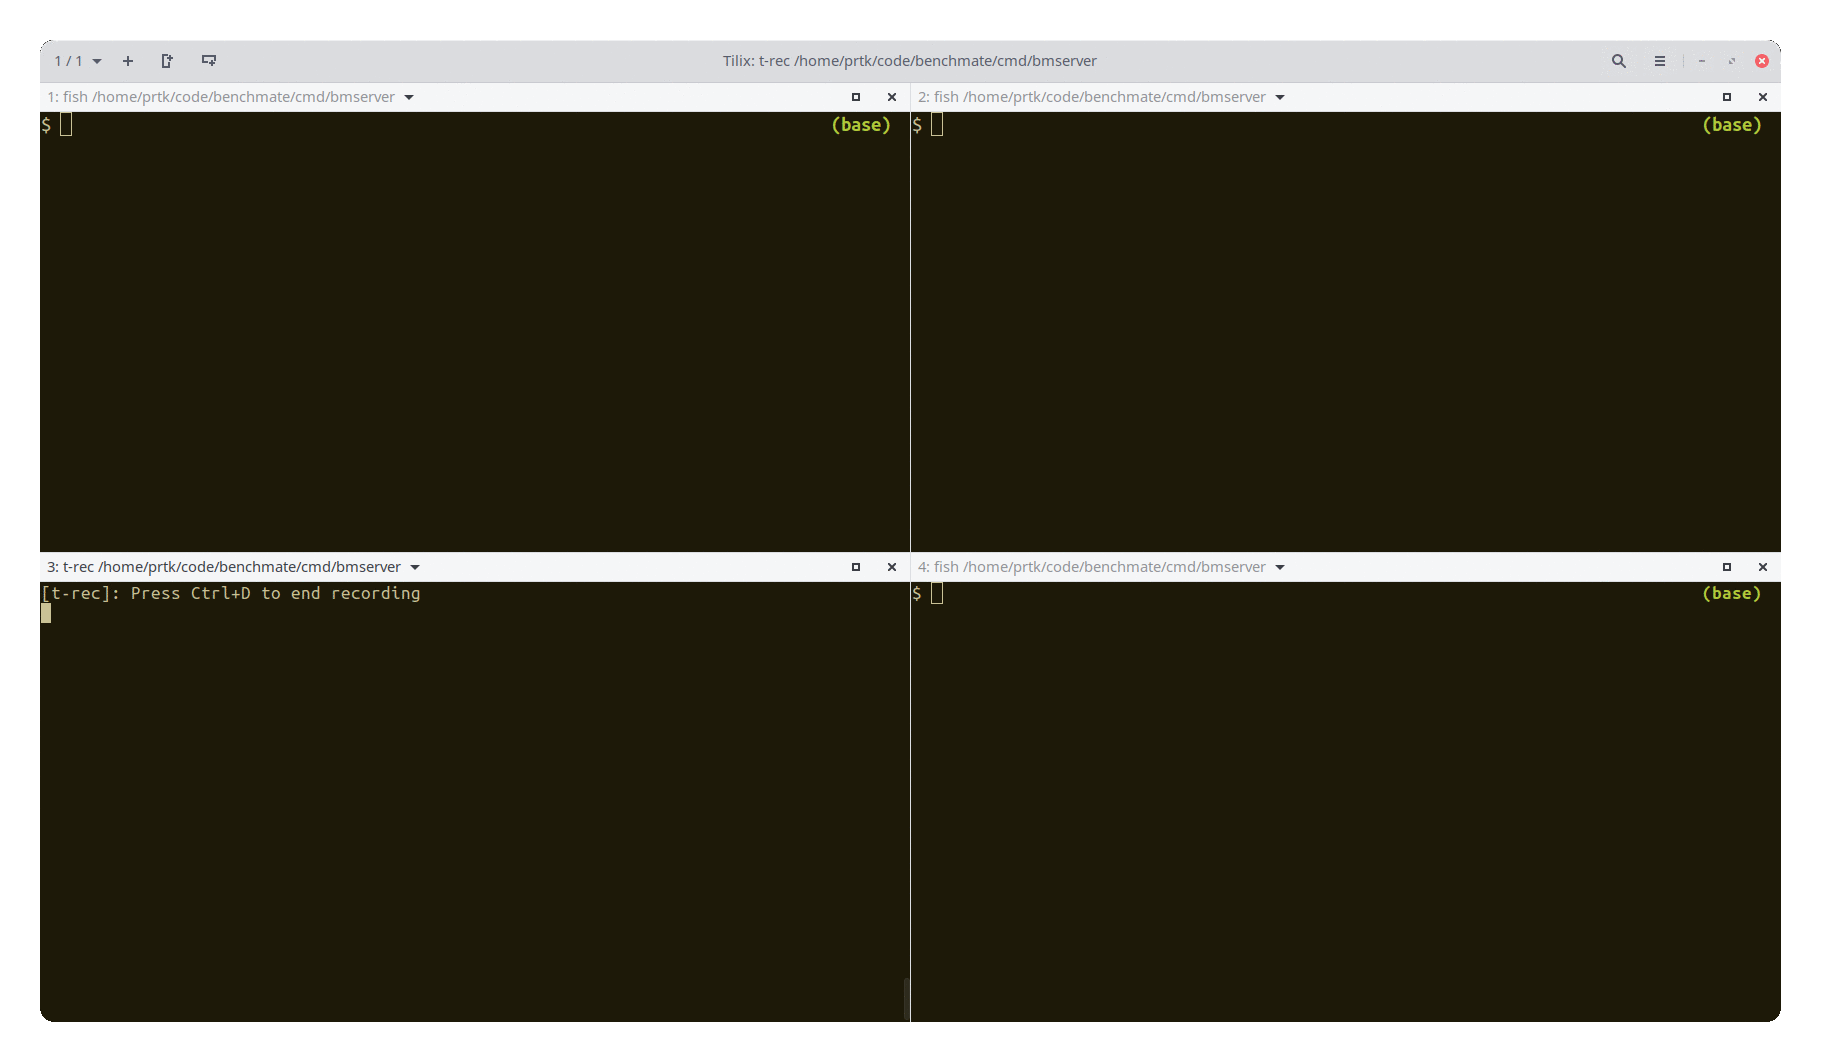 1 / 1
Tilix: t-rec /home/prtk/code/benchmate/cmd/bmserver
1: fish /home/prtk/code/benchmate/cmd/bmserver
2: fish /home/prtk/code/benchmate/cmd/bmserver
$ (base)
$ (base)
3: t-rec /home/prtk/code/benchmate/cmd/bmserver
4: fish /home/prtk/code/benchmate/cmd/bmserver
[t-rec]: Press Ctrl+D to end recording
$ (base)